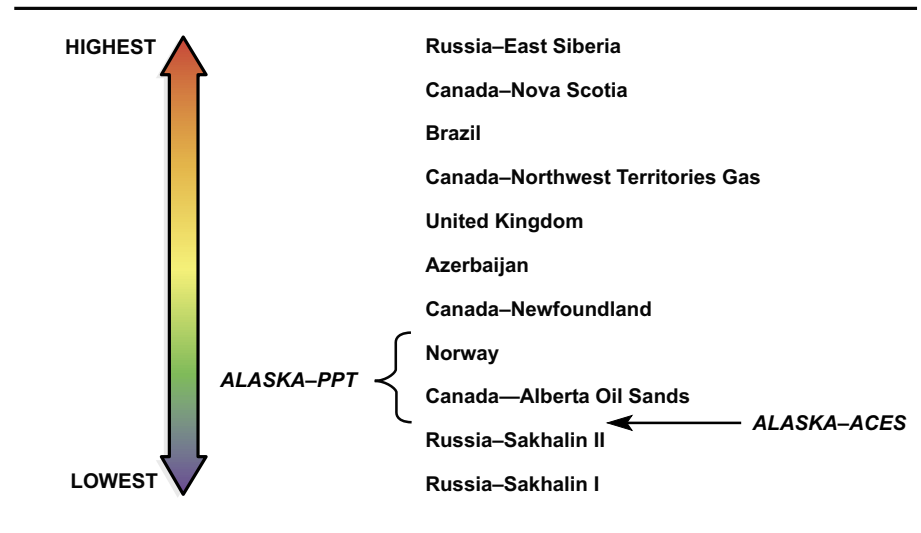 HIGHEST
Russia–East Siberia
Canada–Nova Scotia
Brazil
Canada–Northwest Territories Gas
United Kingdom
Azerbaijan
Canada–Newfoundland
Norway
ALASKA–PPT
Canada—Alberta Oil Sands
ALASKA–ACES
Russia–Sakhalin II
LOWEST
Russia–Sakhalin I